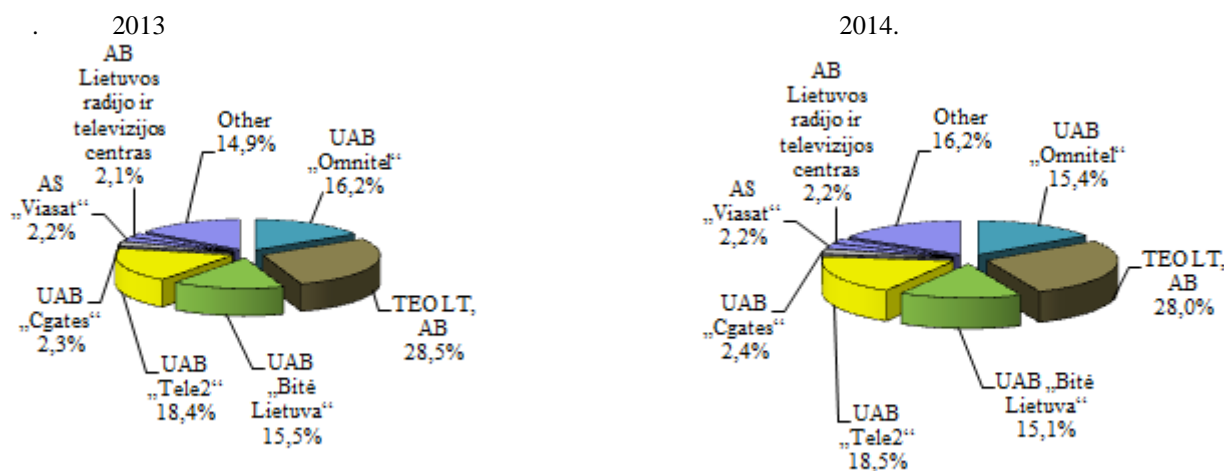 . 2013
AB
Lietuvos
radijo ir
televizijos
centras
2,1%
Other
14,9%
UAB
„Omnitel“
16,2%
AS
„Viasat“
2,2%
UAB
„Cgates“
2,3%
UAB
„Tele2“
18,4%
UAB
„Bitė
Lietuva“
15,5%
TEO LT,
AB
28,5%
2014.
AB
Lietuvos
radijo ir
televizijos
centras
2,2%
Other
16,2%
UAB
„Omnitel“
15,4%
AS
„Viasat“
2,2%
UAB
„Cgates“
2,4%
UAB
„Tele2“
18,5%
UAB „Bitė
Lietuva“
15,1%
TEO LT,
AB
28,0%